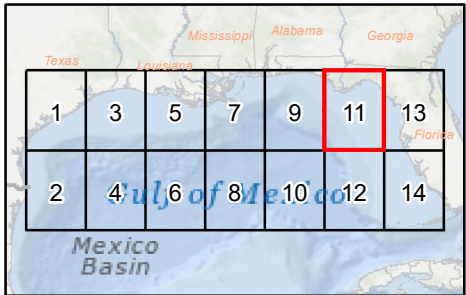 Mississippi Alabama Georgia
Texas Louisiana
1 3 5 7 9 11 13
Florida
2 4 6 8 10 12 14
Gulf of Mexico
Mexico
Basin